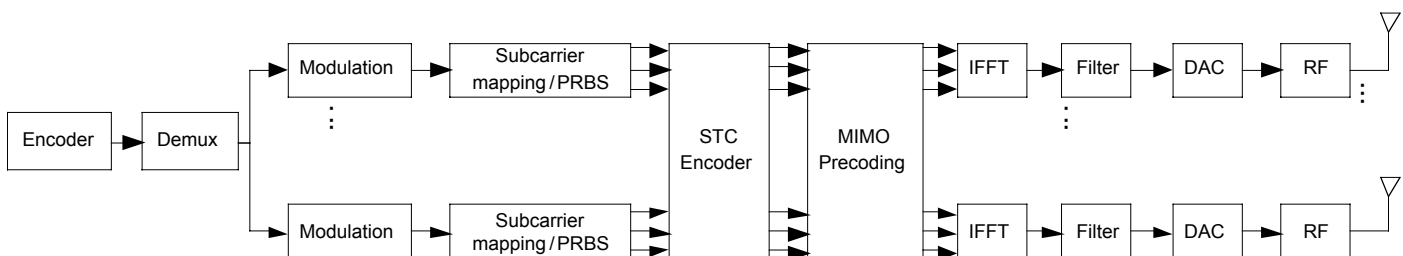 Modulation
Subcarrier
mapping/PRBS
IFFT
Filter
DAC
RF
Encoder
Demux
STC
Encoder
MIMO
Precoding
Modulation
Subcarrier
mapping/PRBS
IFFT
Filter
DAC
RF